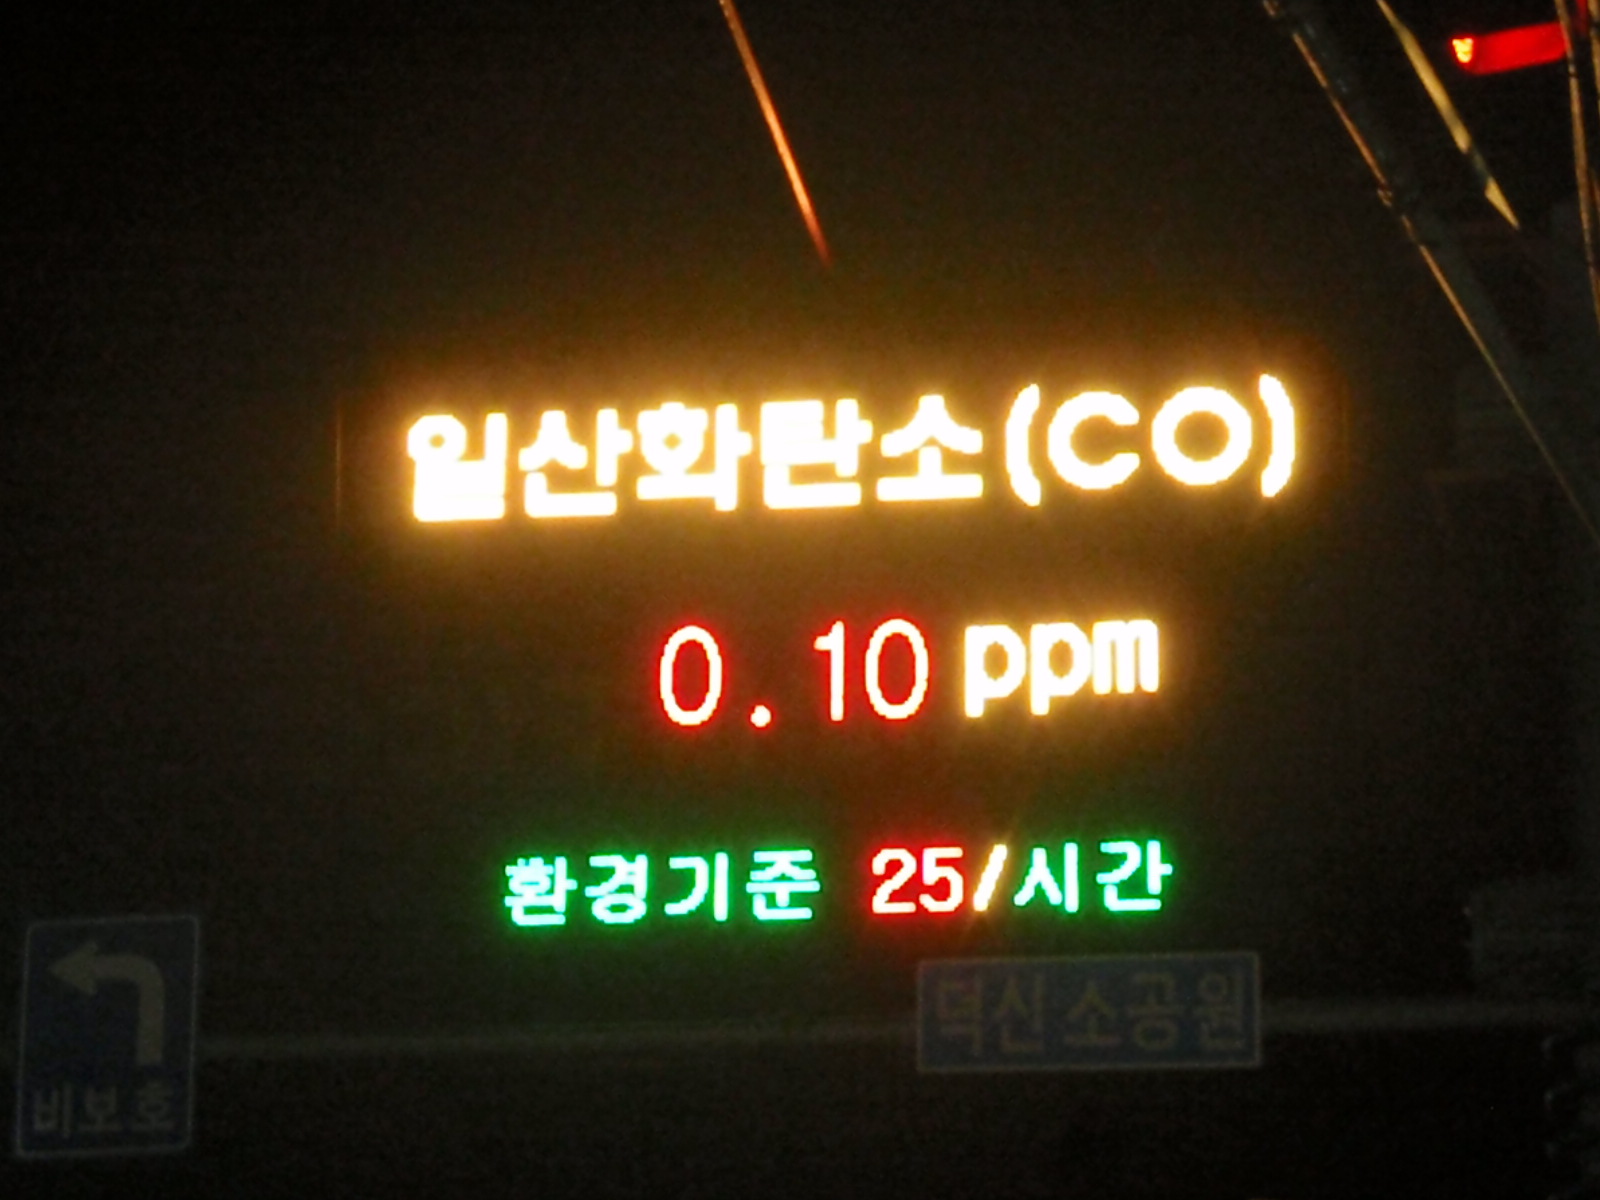 일산화탄소(CO)
0.10 ppm
환경기준 25/시간
덕신소공원
비보호